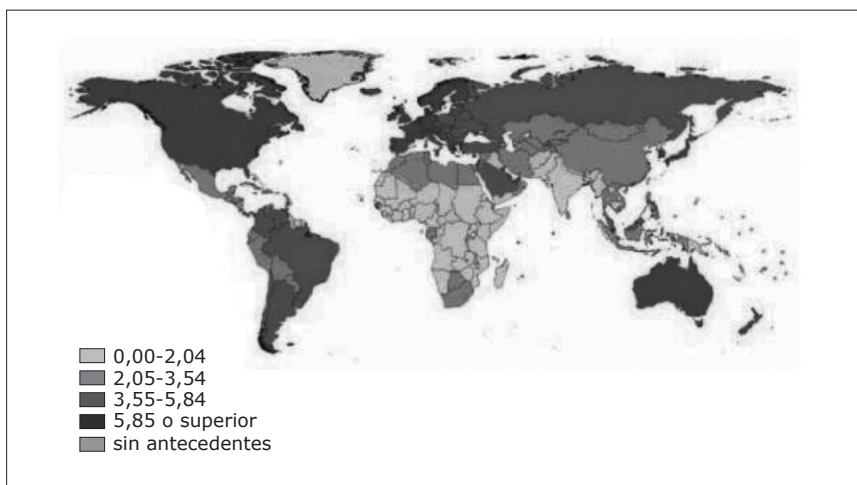 0,00-2,04
2,05-3,54
3,55-5,84
5,85 o superior
sin antecedentes